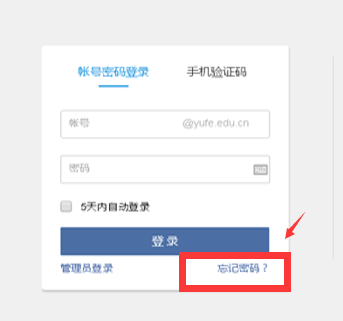 帐号密码登录 手机验证码
帐号 @yufe.edu.cn
密码
5天内自动登录
登 录
管理员登录 忘记密码？